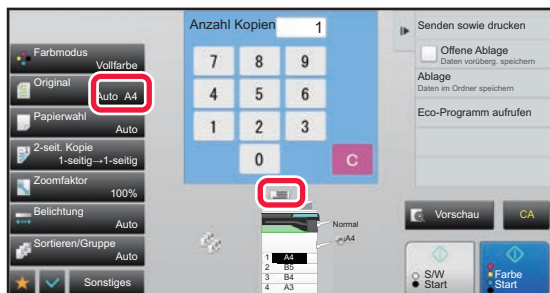 Anzahl Kopien 1
Farbmodus
Vollfarbe
Original
Auto A4
Papierwahl
Auto
2-seit. Kopie
1-seitig→1-seitig
Zoomfaktor
100%
Belichtung
Auto
Sortieren/Gruppe
Auto
Sonstiges
7 8 9
4 5 6
1 2 3
0 C
Normal
A4
1 A4
2 B5
3 B4
4 A3
Senden sowie drucken
Offene Ablage
Daten vorüberg. speichern
Ablage
Daten im Ordner speichern
Eco-Programm aufrufen
Vorschau
CA
S/W
Start
Farbe
Start